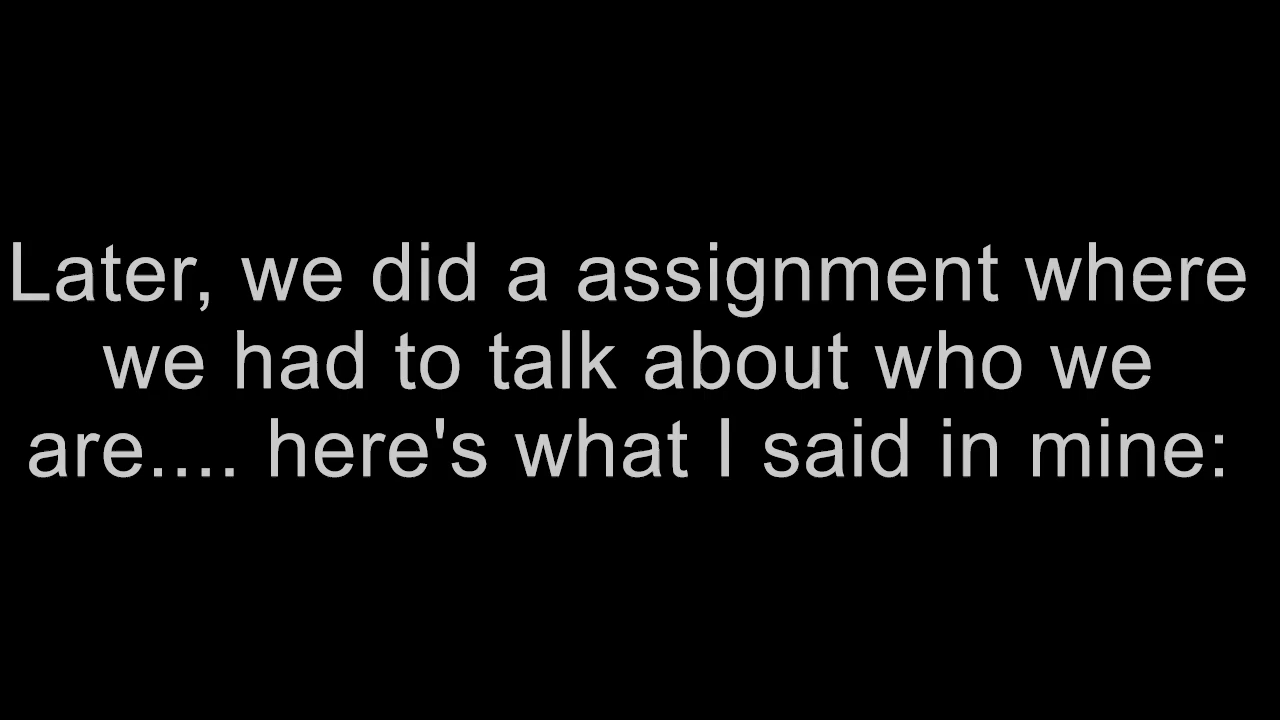 Later, we did a assignment where
we had to talk about who we
are.... here's what I said in mine: